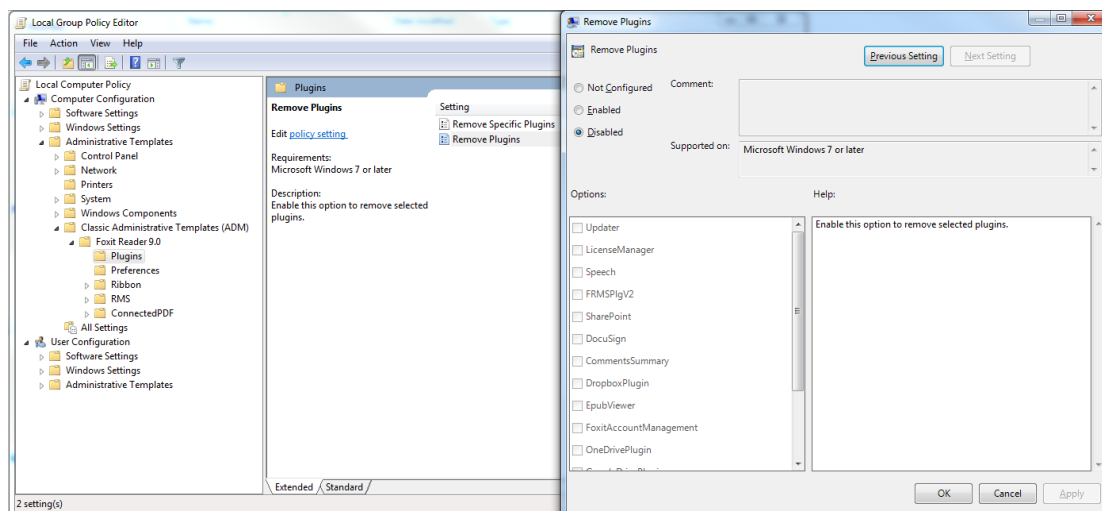 Local Group Policy Editor
File Action View Help
Local Computer Policy
Computer Configuration
Software Settings
Windows Settings
Administrative Templates
Control Panel
Network
Printers
System
Windows Components
Classic Administrative Templates (ADM)
Foxit Reader 9.0
Plugins
Preferences
Ribbon
RMS
ConnectedPDF
All Settings
User Configuration
Software Settings
Windows Settings
Administrative Templates
Plugins
Remove Plugins
Edit policy setting
Requirements:
Microsoft Windows 7 or later
Description:
Enable this option to remove selected
plugins.
Setting
Remove Specific Plugins
Remove Plugins
Extended Standard
2 setting(s)
Remove Plugins
Remove Plugins
Previous Setting Next Setting
Not Configured
Enabled
Disabled
Comment:
Supported on: Microsoft Windows 7 or later
Options: Help:
Updater
LicenseManager
Speech
FRMSPlgV2
SharePoint
DocuSign
CommentsSummary
DropboxPlugin
EpubViewer
FoxitAccountManagement
OneDrivePlugin
Enable this option to remove selected plugins.
OK Cancel Apply